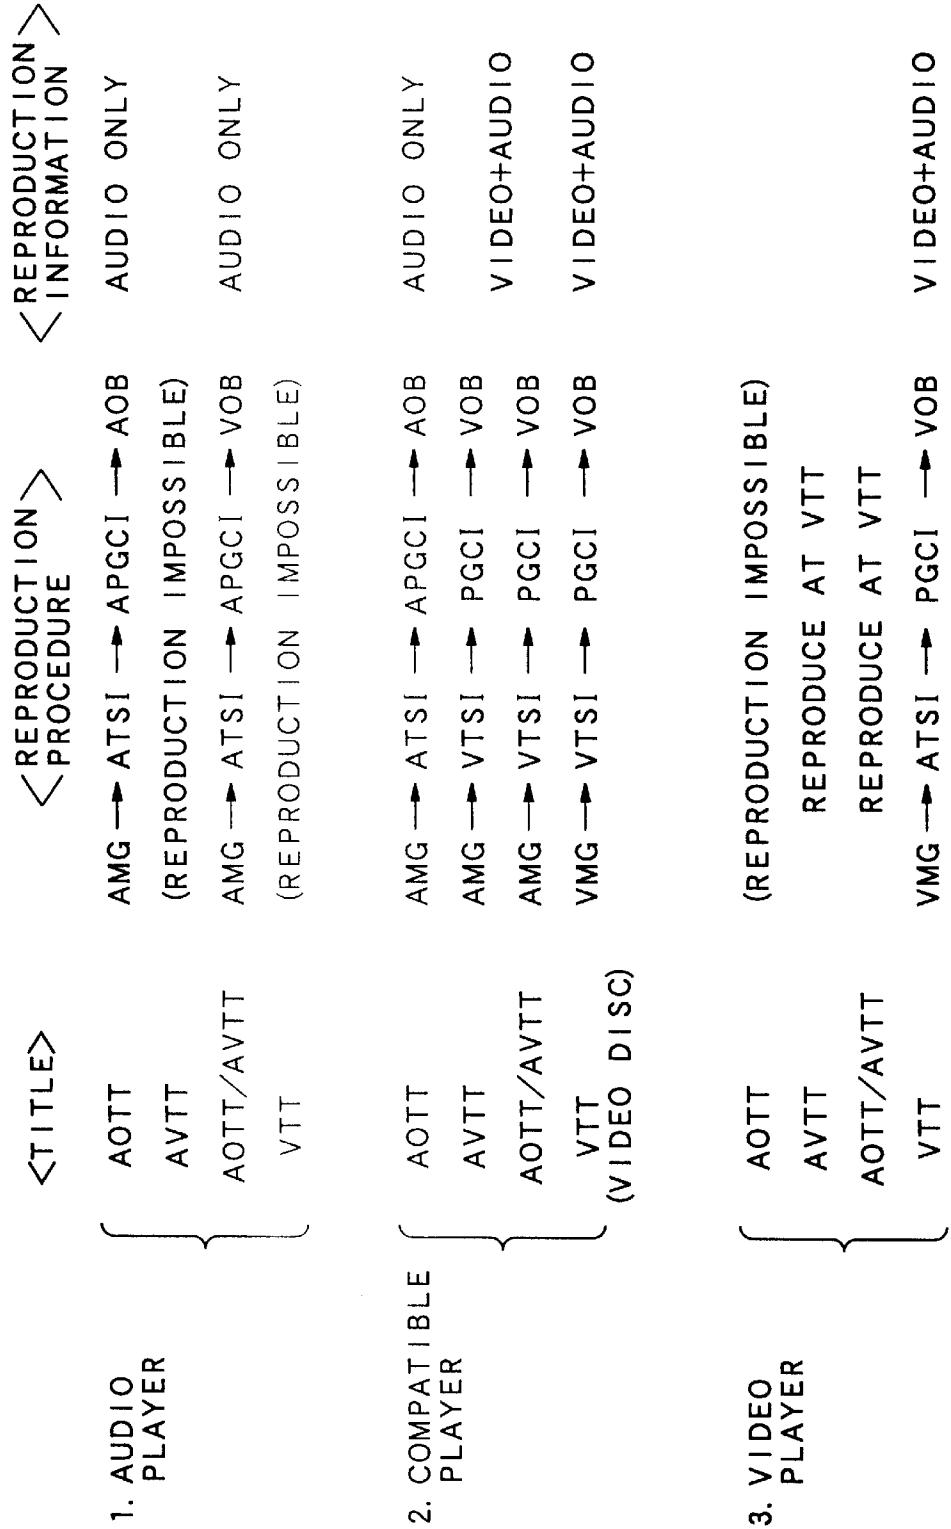 <TITLE> <REPRODUCTION PROCEDURE> <REPRODUCTION INFORMATION>
1. AUDIO PLAYER
AOTT AMG → ATSI → APGCI → AOB AUDIO ONLY
AVTT (REPRODUCTION IMPOSSIBLE)
AOTT/AVTT AMG → ATSI → APGCI → VOB AUDIO ONLY
VTT (REPRODUCTION IMPOSSIBLE)
2. COMPATIBLE PLAYER
AOTT AMG → ATSI → APGCI → AOB AUDIO ONLY
AVTT AMG → VTSI → PGCI → VOB VIDEO+AUDIO
AOTT/AVTT AMG → VTSI → PGCI → VOB
VTT VMG → VTSI → PGCI → VOB VIDEO+AUDIO
(VIDEO DISC)
3. VIDEO PLAYER
AOTT (REPRODUCTION IMPOSSIBLE)
AVTT REPRODUCE AT VTT
AOTT/AVTT REPRODUCE AT VTT
VTT VMG → ATSI → PGCI → VOB VIDEO+AUDIO